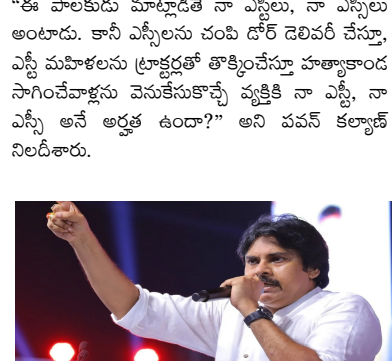 “ఈ పాలకుడు మాట్లాడితే నా ఎస్టీలు, నా ఎస్సీలు
అంటాడు. కానీ ఎస్సీలను చంపి డోర్ డెలివరీ చేస్తూ,
ఎస్టీ మహిళలను ట్రాక్టర్లతో తొక్కించేస్తూ హత్యాకాండ
సాగించేవాళ్లను వెనుకేసుకొచ్చే వ్యక్తికి నా ఎస్టీ, నా
ఎస్సీ అనే అర్హత ఉందా?” అని పవన్ కల్యాణ్
నిలదీశారు.